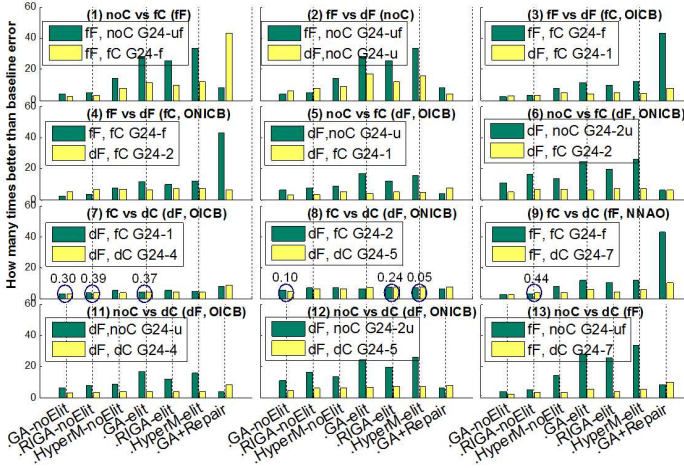 (1) noC vs fC (fF)
fF, noC G24-uf
fF, fC G24-f
(2) fF vs dF (noC)
fF,noC G24-uf
dF,noC G24-u
(3) fF vs dF (fC, OICB)
fF, fC G24-f
dF, fC G24-1
60
40
20
0
(4) fF vs dF (fC, ONICB)
fF, fC G24-f
dF, fC G24-2
(5) noC vs fC (dF, OICB)
dF,noC G24-u
dF, fC G24-1
(6) noC vs fC (dF, ONICB)
dF, noC G24-2u
dF, fC G24-2
40
20
(7) fC vs dC (dF, OICB)
dF, fC G24-1
dF, dC G24-4
0.30
0.39
0.37
(8) fC vs dC (dF, ONICB)
dF, fC G24-2
dF, dC G24-5
0.10
0.24
0.05
(9) fC vs dC (fF, NNAO)
fF, fC G24-f
fF, dC G24-7
0.44
40
20
(11) noC vs dC (dF, OICB)
dF,noC G24-u
dF, dC G24-4
(12) noC vs dC (dF, ONICB)
dF, noC G24-2u
dF, dC G24-5
(13) noC vs dC (fF)
fF, noC G24-uf
fF, dC G24-7
40
20
0
How many times better than baseline error
.GA-noElit
.RIGA-noElit
.HyperM-noElit
.GA-elit
.RIGA-elit
.HyperM-elit
.GA+Repair
.GA-noElit
.RIGA-noElit
.HyperM-noElit
.GA-elit
.RIGA-elit
.HyperM-elit
.GA+Repair
.GA-noElit
.RIGA-noElit
.HyperM-noElit
.GA-elit
.RIGA-elit
.HyperM-elit
.GA+Repair